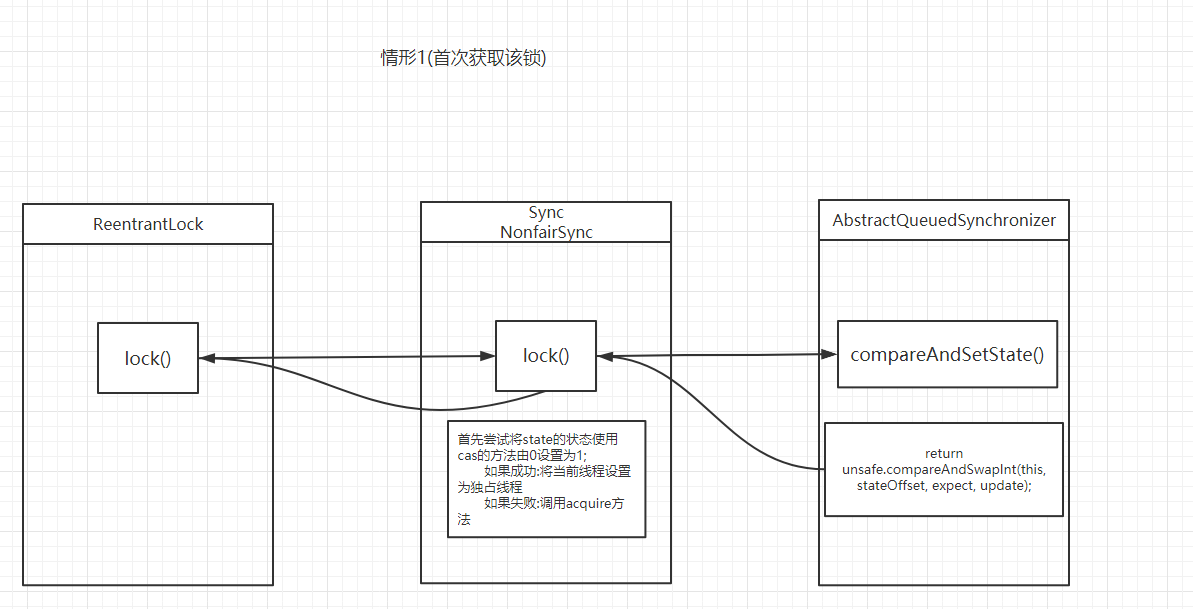 情形1(首次获取该锁)
ReentrantLock
lock()
Sync
NonfairSync
lock()
首先尝试将state的状态使用
cas的方法由0设置为1;
如果成功:将当前线程设置
为独占线程
如果失败:调用acquire方
法
AbstractQueuedSynchronizer
compareAndSetState()
return
unsafe.compareAndSwapInt(this,
stateOffset, expect, update);